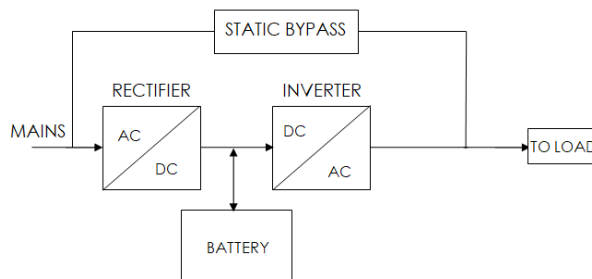 STATIC BYPASS
RECTIFIER
INVERTER
MAINS
AC
DC
DC
AC
TO LOAD
BATTERY